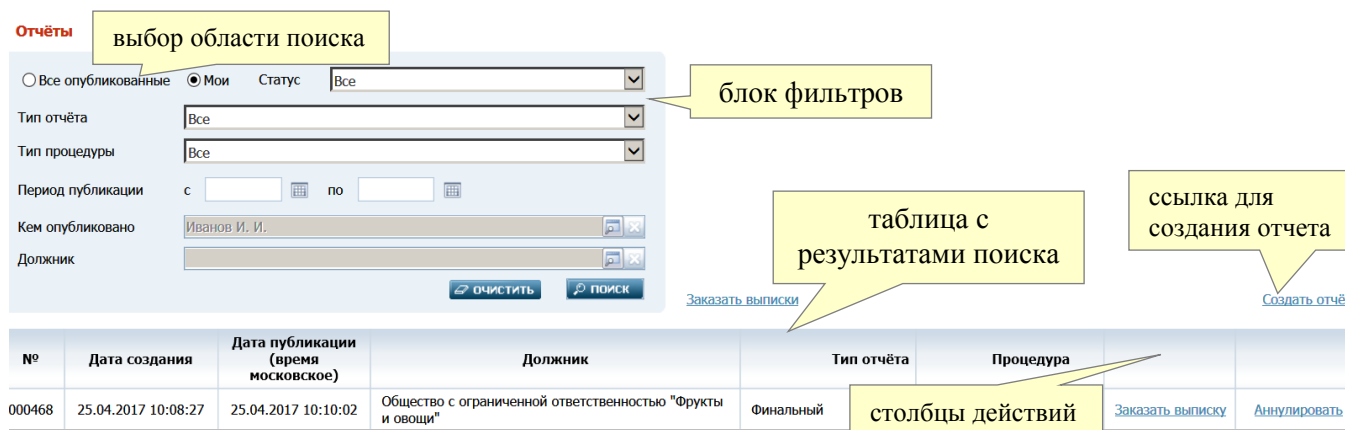 Отчёты
выбор области поиска
Все опубликованные Мои Статус Все
блок фильтров
Тип отчёта Все
Тип процедуры Все
Период публикации с по
Кем опубликовано Иванов И. И.
Должник
ОЧИСТИТЬ ПОИСК
таблица с
результатами поиска
ссылка для
создания отчета
Заказать выписки Создать отчё
№ Дата создания Дата публикации
(время
московское) Должник Тип отчёта Процедура
000468 25.04.2017 10:08:27 25.04.2017 10:10:02 Общество с ограниченной ответственностью "Фрукты
и овощи" Финальный Заказать выписку Аннулировать
столбцы действий